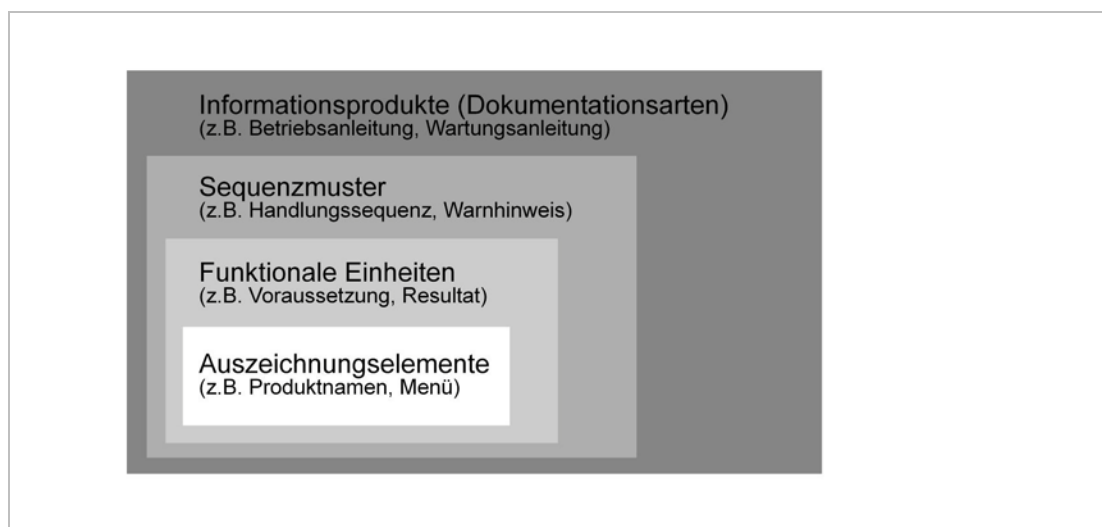 Informationsprodukte (Dokumentationsarten)
(z.B. Betriebsanleitung, Wartungsanleitung)
Sequenzmuster
(z.B. Handlungssequenz, Warnhinweis)
Funktionale Einheiten
(z.B. Voraussetzung, Resultat)
Auszeichnungselemente
(z.B. Produktnamen, Menü)